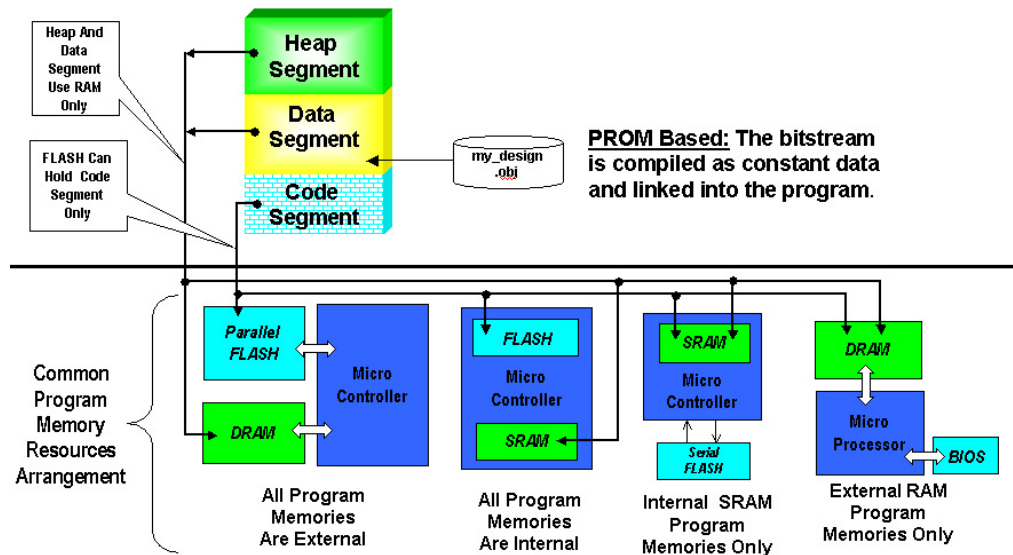 Heap And
Data
Segment
Use RAM
Only
FLASH Can
Hold Code
Segment
Only
Heap
Segment
Data
Segment
Code
Segment
my_design
.obj
PROM Based: The bitstream
is compiled as constant data
and linked into the program.
Common
Program
Memory
Resources
Arrangement
Parallel
FLASH
DRAM
Micro
Controller
All Program
Memories
Are External
FLASH
Micro
Controller
SRAM
All Program
Memories
Are Internal
SRAM
Micro
Controller
Serial
FLASH
Internal SRAM
Program
Memories Only
DRAM
Micro
Processor
BIOS
External RAM
Program
Memories Only